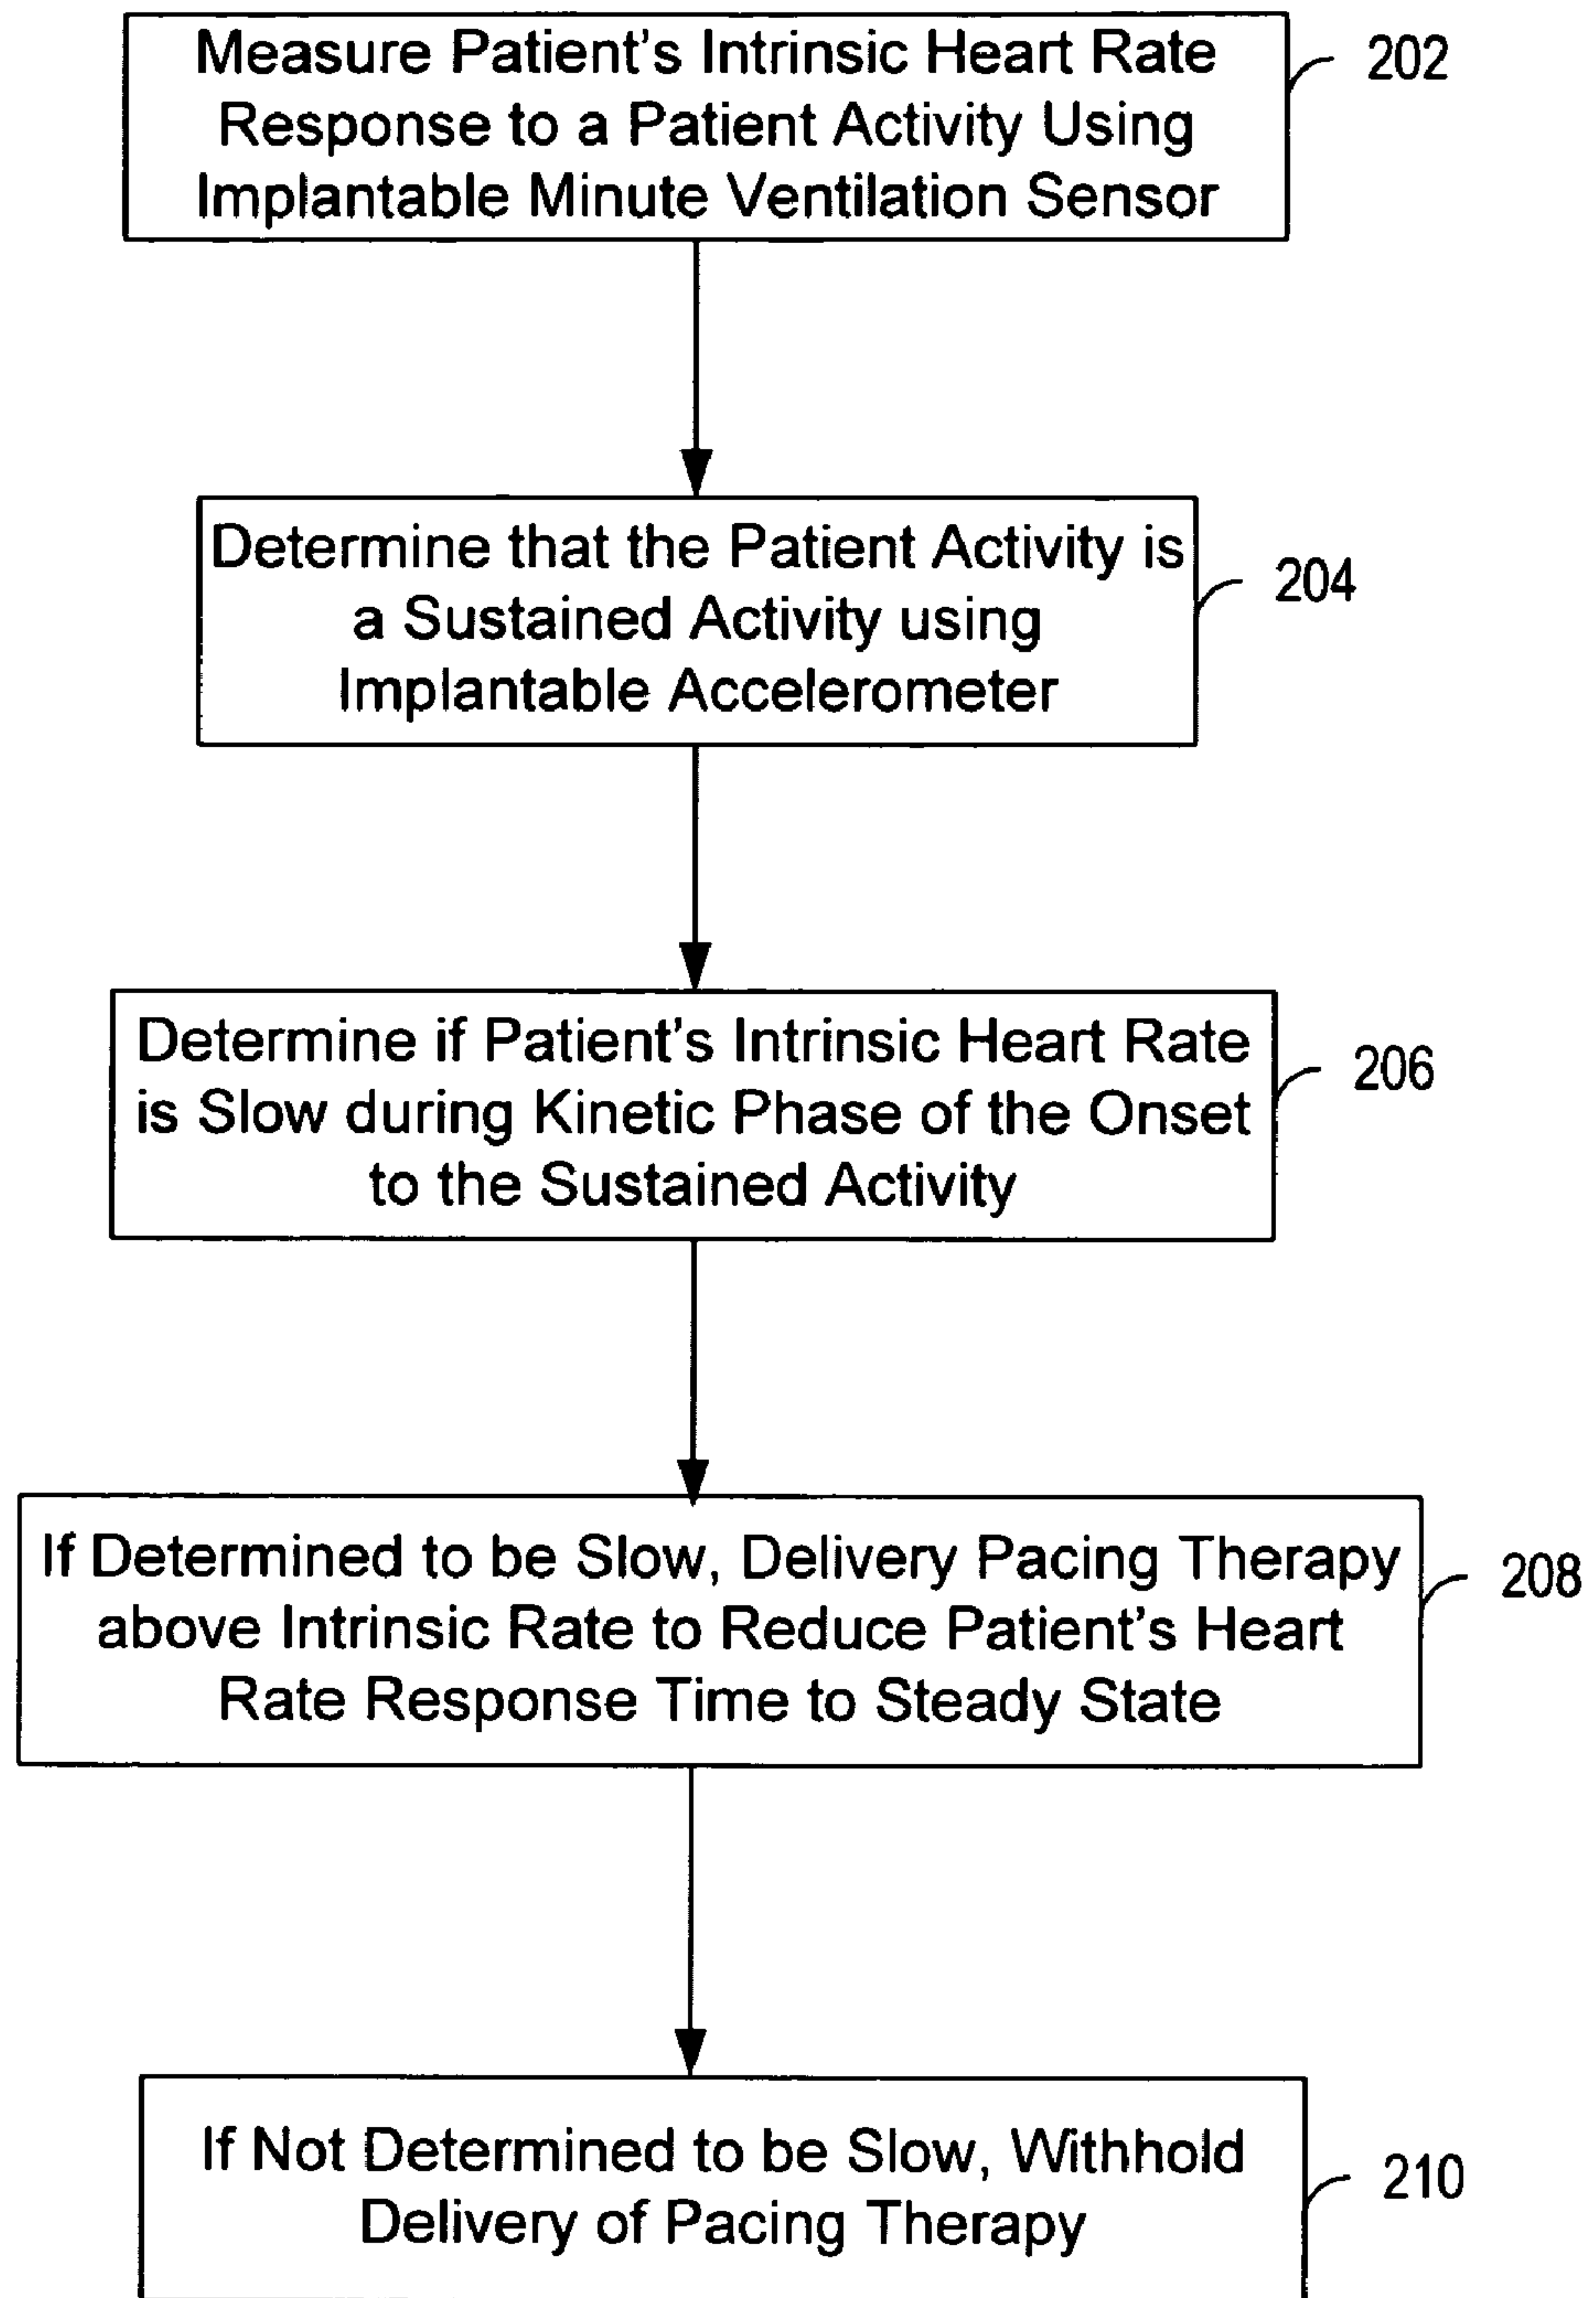 Measure Patient's Intrinsic Heart Rate
Response to a Patient Activity Using
Implantable Minute Ventilation Sensor
202
Determine that the Patient Activity is
a Sustained Activity using
Implantable Accelerometer
204
Determine if Patient's Intrinsic Heart Rate
is Slow during Kinetic Phase of the Onset
to the Sustained Activity
206
If Determined to be Slow, Delivery Pacing Therapy
above Intrinsic Rate to Reduce Patient's Heart
Rate Response Time to Steady State
208
If Not Determined to be Slow, Withhold
Delivery of Pacing Therapy
210